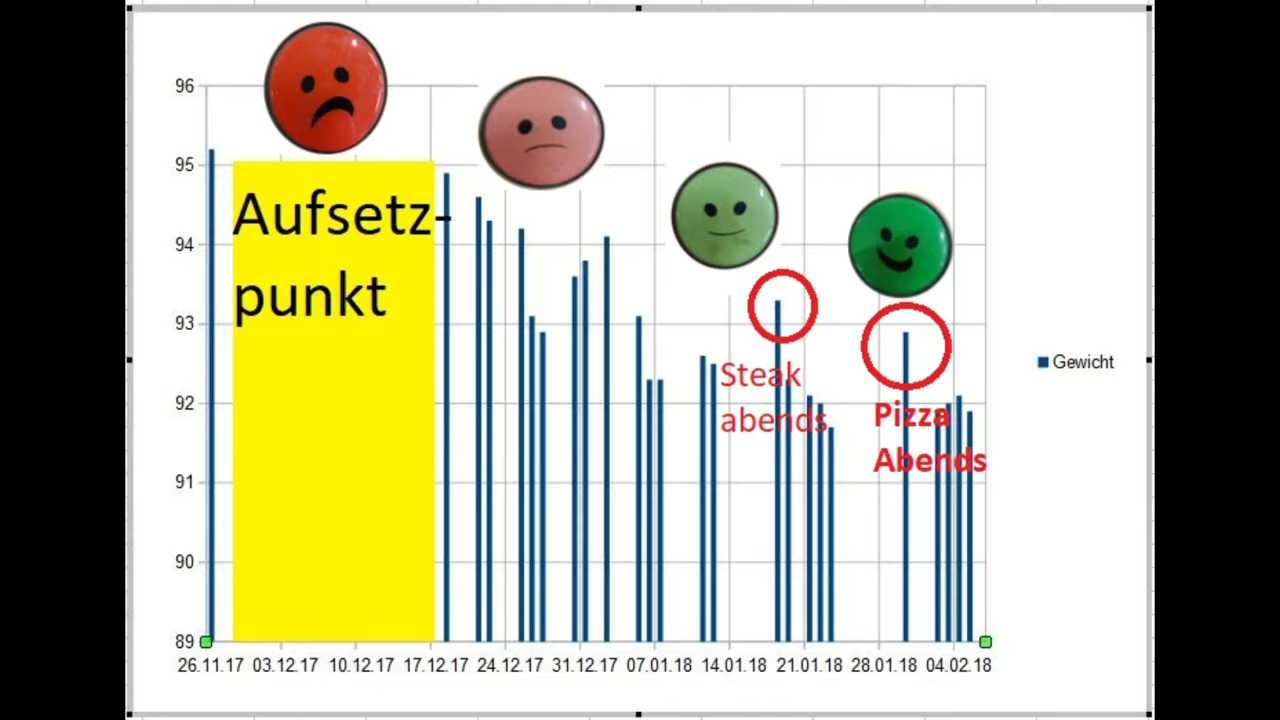 96
95
94
93
92
91
90
89
Aufsetz-
punkt
Steak
abends
Pizza
Abends
Gewicht
26.11.17 03.12.17 10.12.17 17.12.17 24.12.17 31.12.17 07.01.18 14.01.18 21.01.18 28.01.18 04.02.18